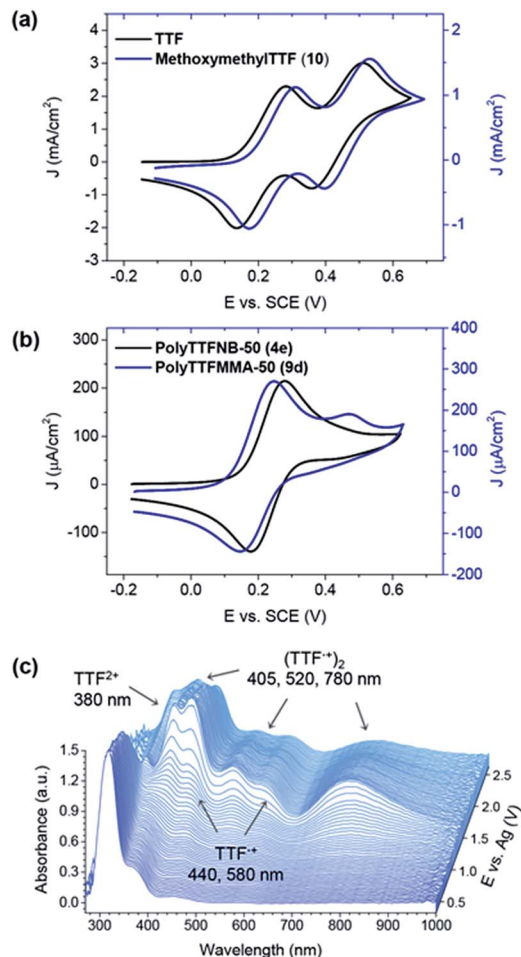 (a)
TTF
MethoxymethylTTF (10)
J (mA/cm²)
4
3
2
1
0
-1
-2
-3
J (mA/cm²)
2
1
0
-1
-0.2 0.0 0.2 0.4 0.6
E vs. SCE (V)
(b)
PolyTTFNB-50 (4e)
PolyTTFMMA-50 (9d)
J (µA/cm²)
300
200
100
0
-100
J (µA/cm²)
400
300
200
100
0
-100
-200
-0.2 0.0 0.2 0.4 0.6
E vs. SCE (V)
(c)
TTF²⁺
380 nm
(TTF·⁺)₂
405, 520, 780 nm
TTF·⁺
440, 580 nm
Absorbance (a.u.)
1.5
1.2
0.9
0.6
0.3
0.0
300 400 500 600 700 800 900 1000
Wavelength (nm)
2.5
2.0
1.5
1.0
0.5
E vs. Ag (V)